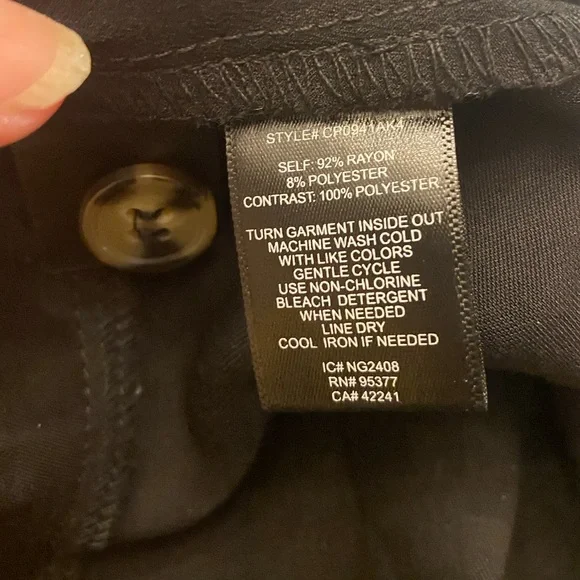 STYLE# CP0941AK4
SELF: 92% RAYON
8% POLYESTER
CONTRAST: 100% POLYESTER
TURN GARMENT INSIDE OUT
MACHINE WASH COLD
WITH LIKE COLORS
GENTLE CYCLE
USE NON-CHLORINE
BLEACH DETERGENT
WHEN NEEDED
LINE DRY
COOL IRON IF NEEDED
IC# NG2408
RN# 95377
CA# 42241